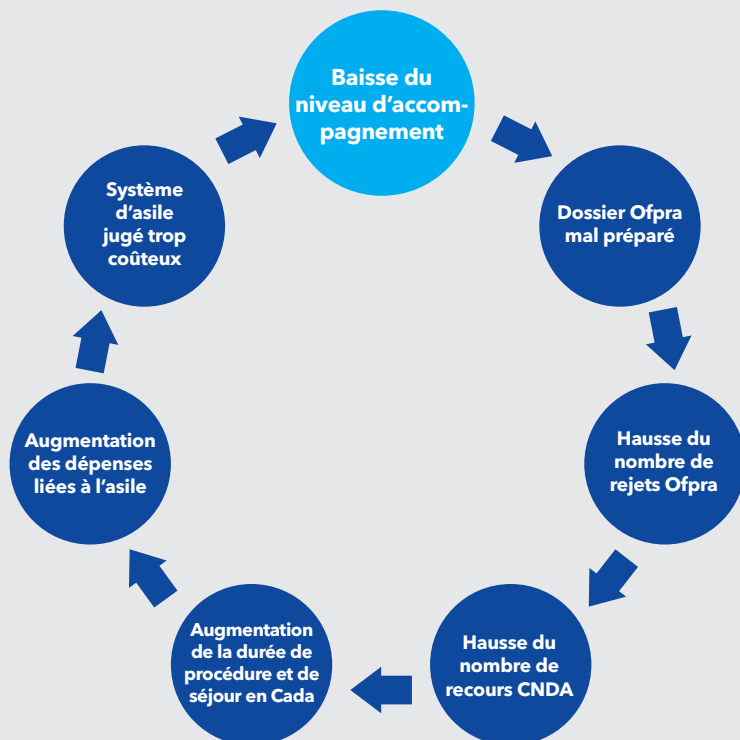 Baisse du
niveau d'accom-
pagnement
Dossier Ofpra
mal préparé
Hausse du
nombre de
rejets Ofpra
Hausse du
nombre de
recours CNDA
Augmentation
de la durée de
procédure et de
séjour en Cada
Augmentation
des dépenses
liées à l'asile
Système
d'asile
jugé trop
coûteux